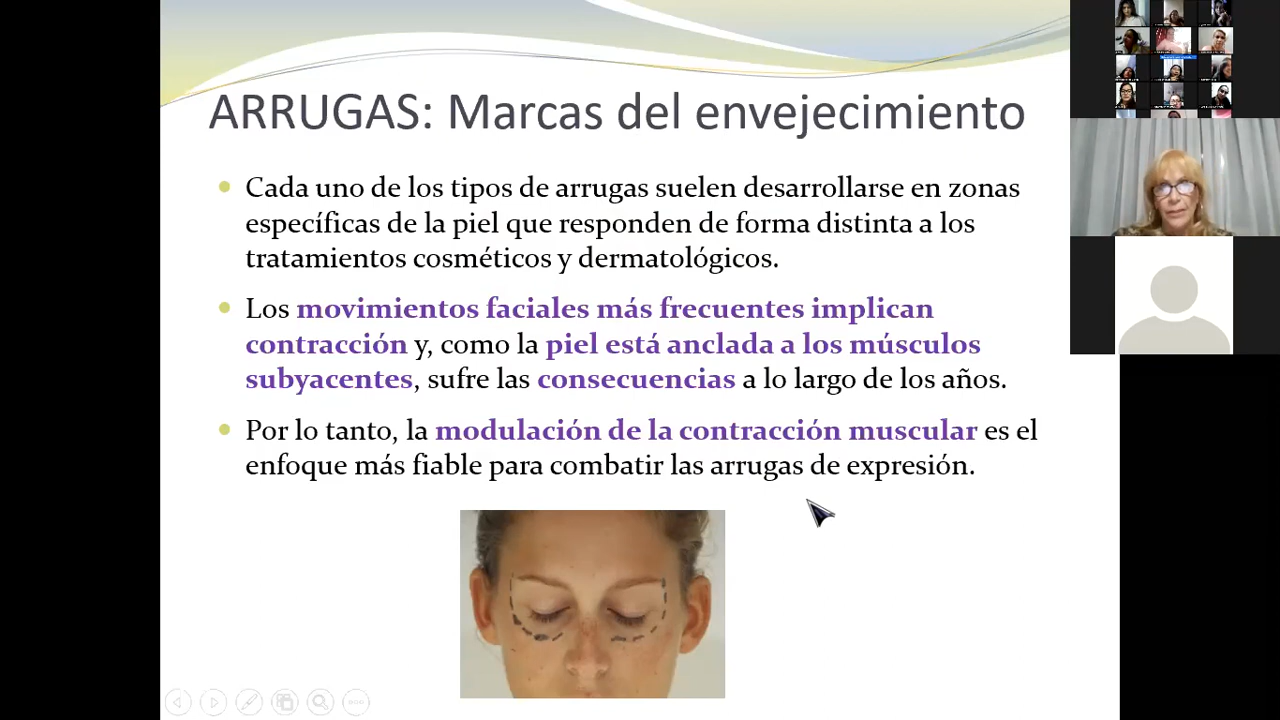 ARRUGAS: Marcas del envejecimiento
Cada uno de los tipos de arrugas suelen desarrollarse en zonas
específicas de la piel que responden de forma distinta a los
tratamientos cosméticos y dermatológicos.
Los movimientos faciales más frecuentes implican
contracción y, como la piel está anclada a los músculos
subyacentes, sufre las consecuencias a lo largo de los años.
Por lo tanto, la modulación de la contracción muscular es el
enfoque más fiable para combatir las arrugas de expresión.